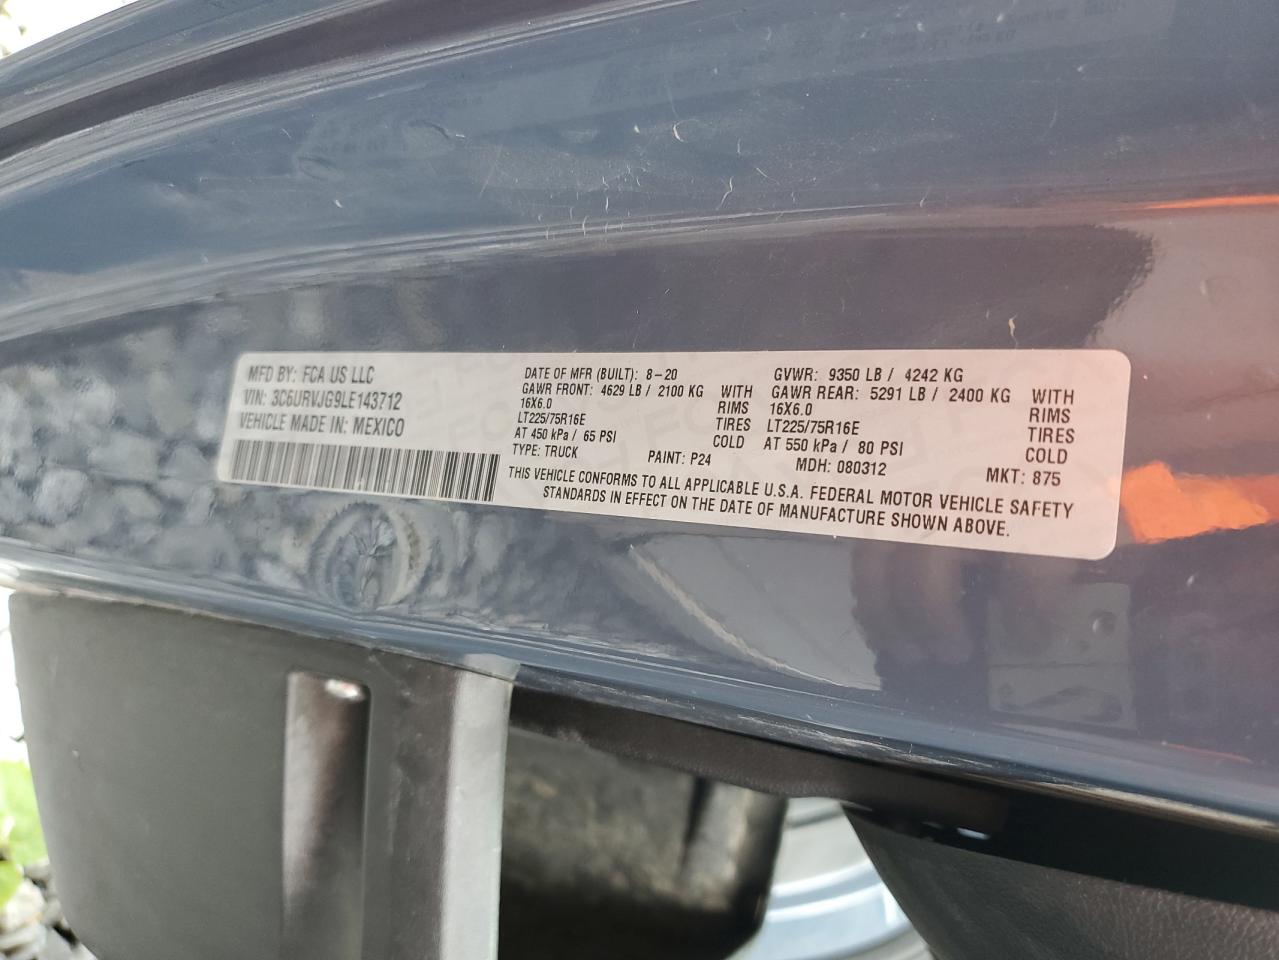 MFD BY: FCA US LLC
VIN: 3C6URVJG9LE143712
VEHICLE MADE IN: MEXICO
DATE OF MFR (BUILT): 8-20
GAWR FRONT: 4629 LB / 2100 KG WITH
16X6.0 RIMS
LT225/75R16E TIRES
AT 450 kPa / 65 PSI COLD
TYPE: TRUCK PAINT: P24
GVWR: 9350 LB / 4242 KG
GAWR REAR: 5291 LB / 2400 KG WITH
16X6.0 RIMS
LT225/75R16E TIRES
AT 550 kPa / 80 PSI COLD
MDH: 080312 MKT: 875
THIS VEHICLE CONFORMS TO ALL APPLICABLE U.S.A. FEDERAL MOTOR VEHICLE SAFETY
STANDARDS IN EFFECT ON THE DATE OF MANUFACTURE SHOWN ABOVE.